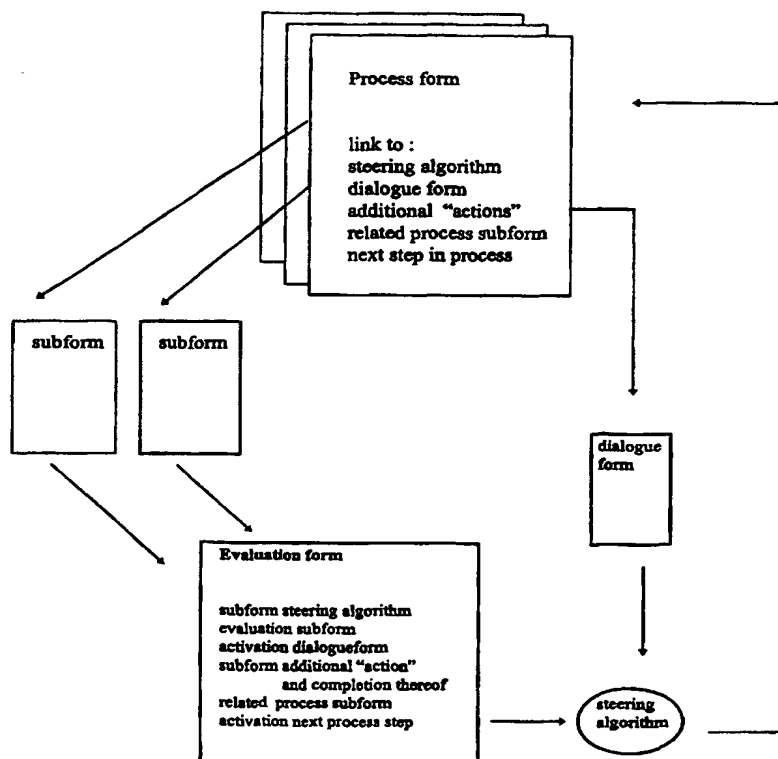 Process form
link to :
steering algorithm
dialogue form
additional “actions”
related process subform
next step in process
subform
subform
dialogue
form
Evaluation form
subform steering algorithm
evaluation subform
activation dialogueform
subform additional “action”
and completion thereof
related process subform
activation next process step
steering
algorithm